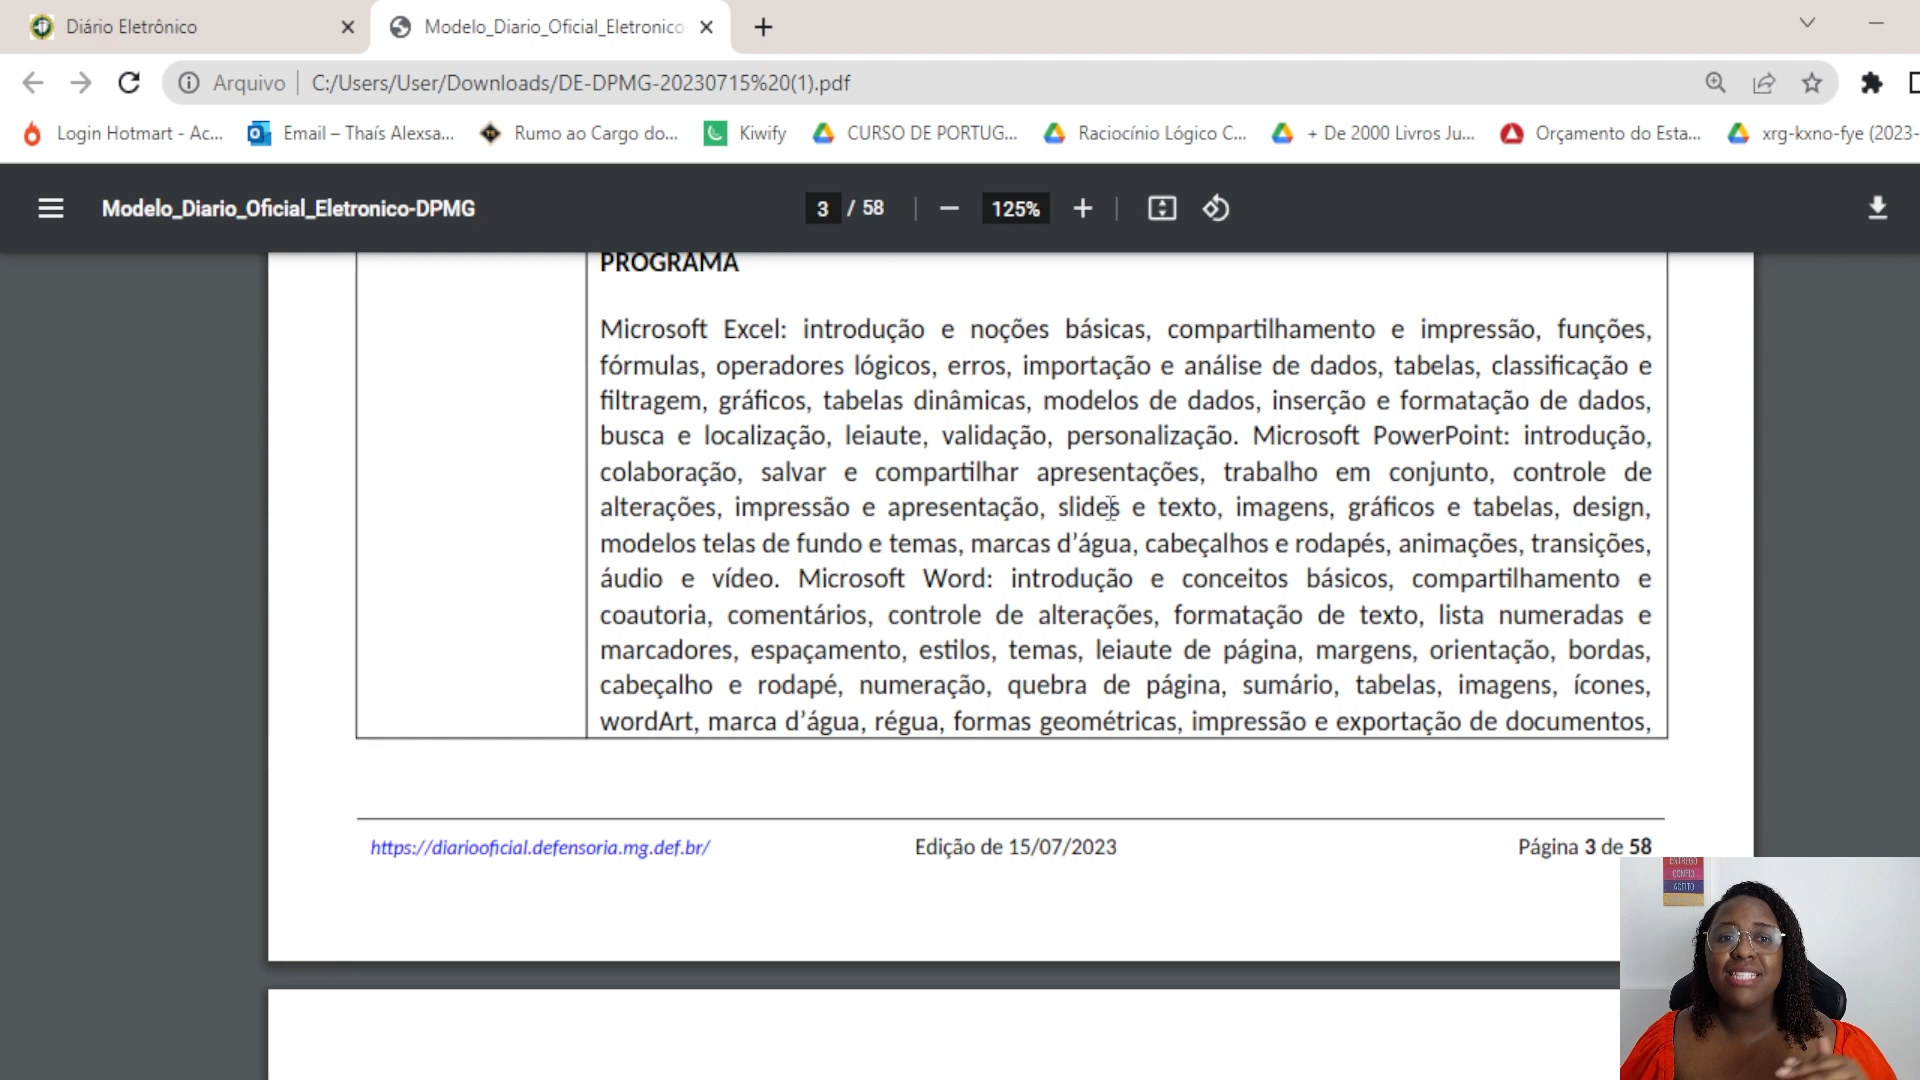 Diário Eletrônico
Modelo_Diario_Oficial_Eletronico
Arquivo
C:/Users/User/Downloads/DE-DPMG-20230715%20(1).pdf
Login Hotmart - Ac...
Email – Thaís Alexsa...
Rumo ao Cargo do...
Kiwify
CURSO DE PORTUG...
Raciocínio Lógico C...
+ De 2000 Livros Ju...
Orçamento do Esta...
xrg-kxno-fye (2023-
Modelo_Diario_Oficial_Eletronico-DPMG
3 / 58
125%
PROGRAMA
Microsoft Excel: introdução e noções básicas, compartilhamento e impressão, funções,
fórmulas, operadores lógicos, erros, importação e análise de dados, tabelas, classificação e
filtragem, gráficos, tabelas dinâmicas, modelos de dados, inserção e formatação de dados,
busca e localização, leiaute, validação, personalização. Microsoft PowerPoint: introdução,
colaboração, salvar e compartilhar apresentações, trabalho em conjunto, controle de
alterações, impressão e apresentação, slides e texto, imagens, gráficos e tabelas, design,
modelos telas de fundo e temas, marcas d’água, cabeçalhos e rodapés, animações, transições,
áudio e vídeo. Microsoft Word: introdução e conceitos básicos, compartilhamento e
coautoria, comentários, controle de alterações, formatação de texto, lista numeradas e
marcadores, espaçamento, estilos, temas, leiaute de página, margens, orientação, bordas,
cabeçalho e rodapé, numeração, quebra de página, sumário, tabelas, imagens, ícones,
wordArt, marca d’água, régua, formas geométricas, impressão e exportação de documentos,
https://diariooficial.defensoria.mg.def.br/
Edição de 15/07/2023
Página 3 de 58
ENTREGO
CONFIO
ACEITO